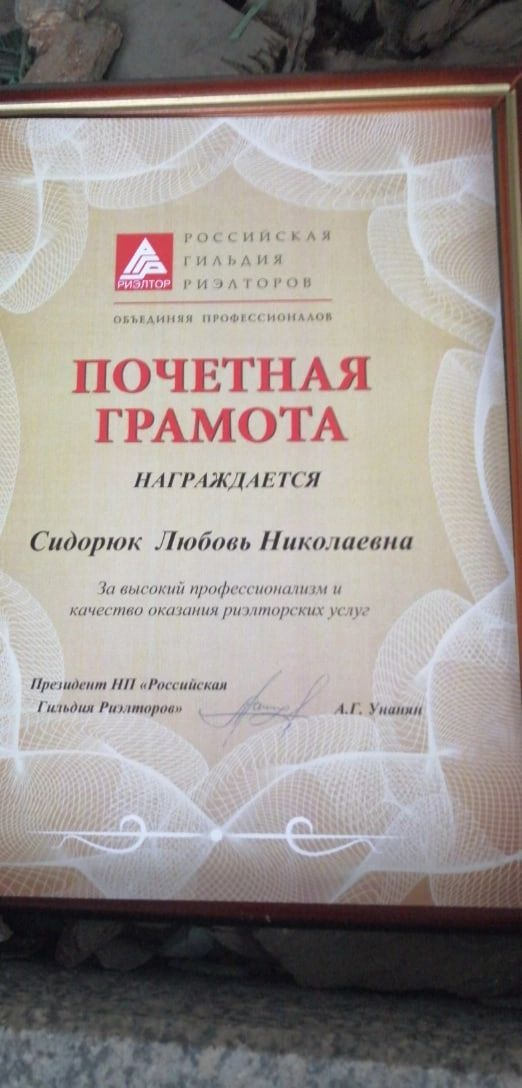 РИЭЛТОР
РОССИЙСКАЯ
ГИЛЬДИЯ
РИЭЛТОРОВ
ОБЪЕДИНЯЯ ПРОФЕССИОНАЛОВ
ПОЧЕТНАЯ
ГРАМОТА
НАГРАЖДАЕТСЯ
Сидорюк Любовь Николаевна
За высокий профессионализм и
качество оказания риэлторских услуг
Президент НП «Российская
Гильдия Риэлторов» А.Г. Унанян